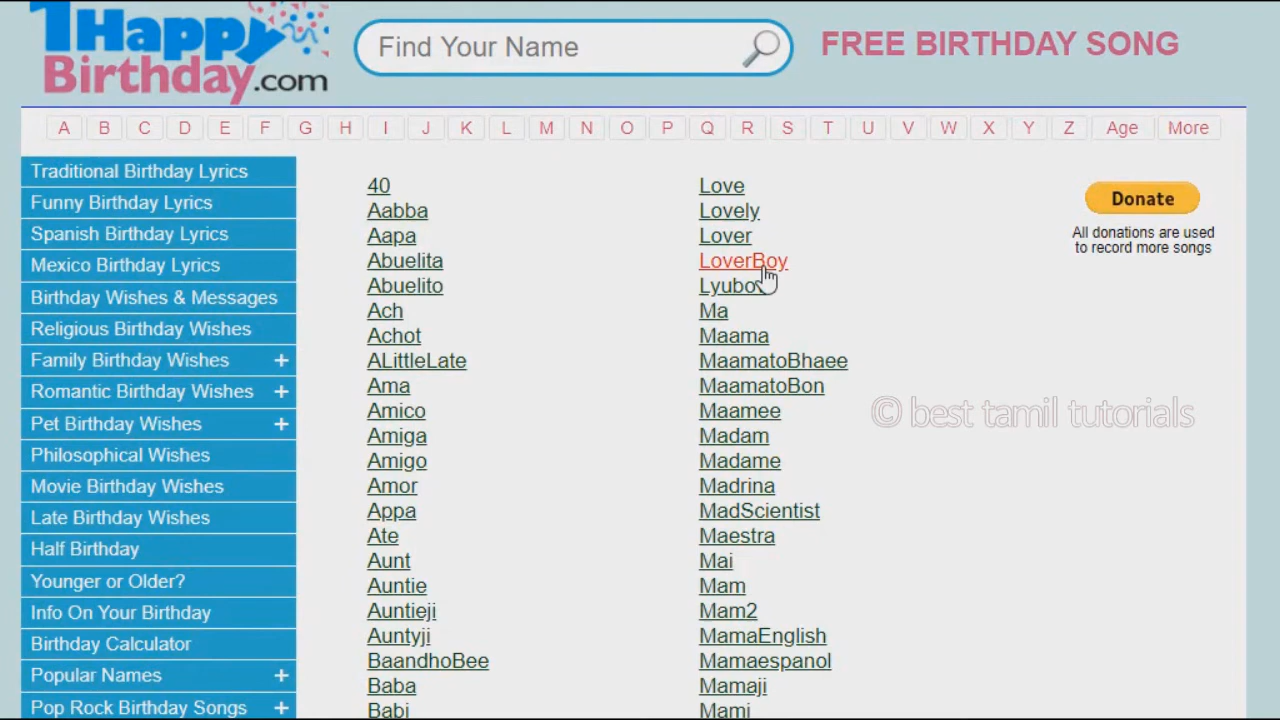 1Happy
Birthday.com
Find Your Name
FREE BIRTHDAY SONG
A B C D E F G H I J K L M N O P Q R S T U V W X Y Z Age More
Traditional Birthday Lyrics
Funny Birthday Lyrics
Spanish Birthday Lyrics
Mexico Birthday Lyrics
Birthday Wishes & Messages
Religious Birthday Wishes
Family Birthday Wishes +
Romantic Birthday Wishes +
Pet Birthday Wishes +
Philosophical Wishes
Movie Birthday Wishes
Late Birthday Wishes
Half Birthday
Younger or Older?
Info On Your Birthday
Birthday Calculator
Popular Names +
Pop Rock Birthday Songs +
40
Aabba
Aapa
Abuelita
Abuelito
Ach
Achot
ALittleLate
Ama
Amico
Amiga
Amigo
Amor
Appa
Ate
Aunt
Auntie
Auntieji
Auntyji
BaandhoBee
Baba
Babi
Love
Lovely
Lover
LoverBoy
Ma
Maama
MaamatoBhaee
MaamatoBon
Maamee
Madam
Madame
Madrina
MadScientist
Maestra
Mai
Mam
Mam2
MamaEnglish
Mamaespanol
Mamaji
Mami
Donate
All donations are used
to record more songs
© best tamil tutorials